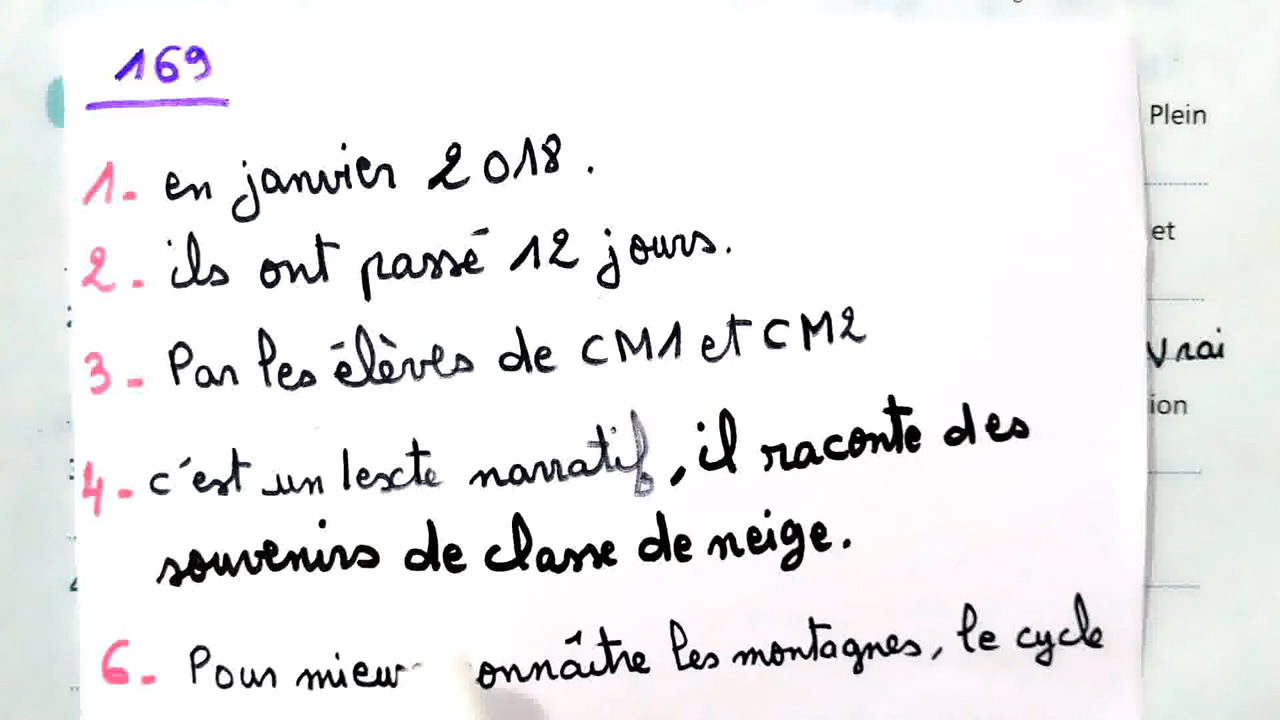 169
1. en janvier 2018.
2. ils ont passé 12 jours.
3 - Par les élèves de CM1 et CM2
4 - c'est un texte narratif, il raconte des
souvenirs de classe de neige.
6. Pour mieux connaître les montagnes, le cycle
Plein
et
Vrai
ion